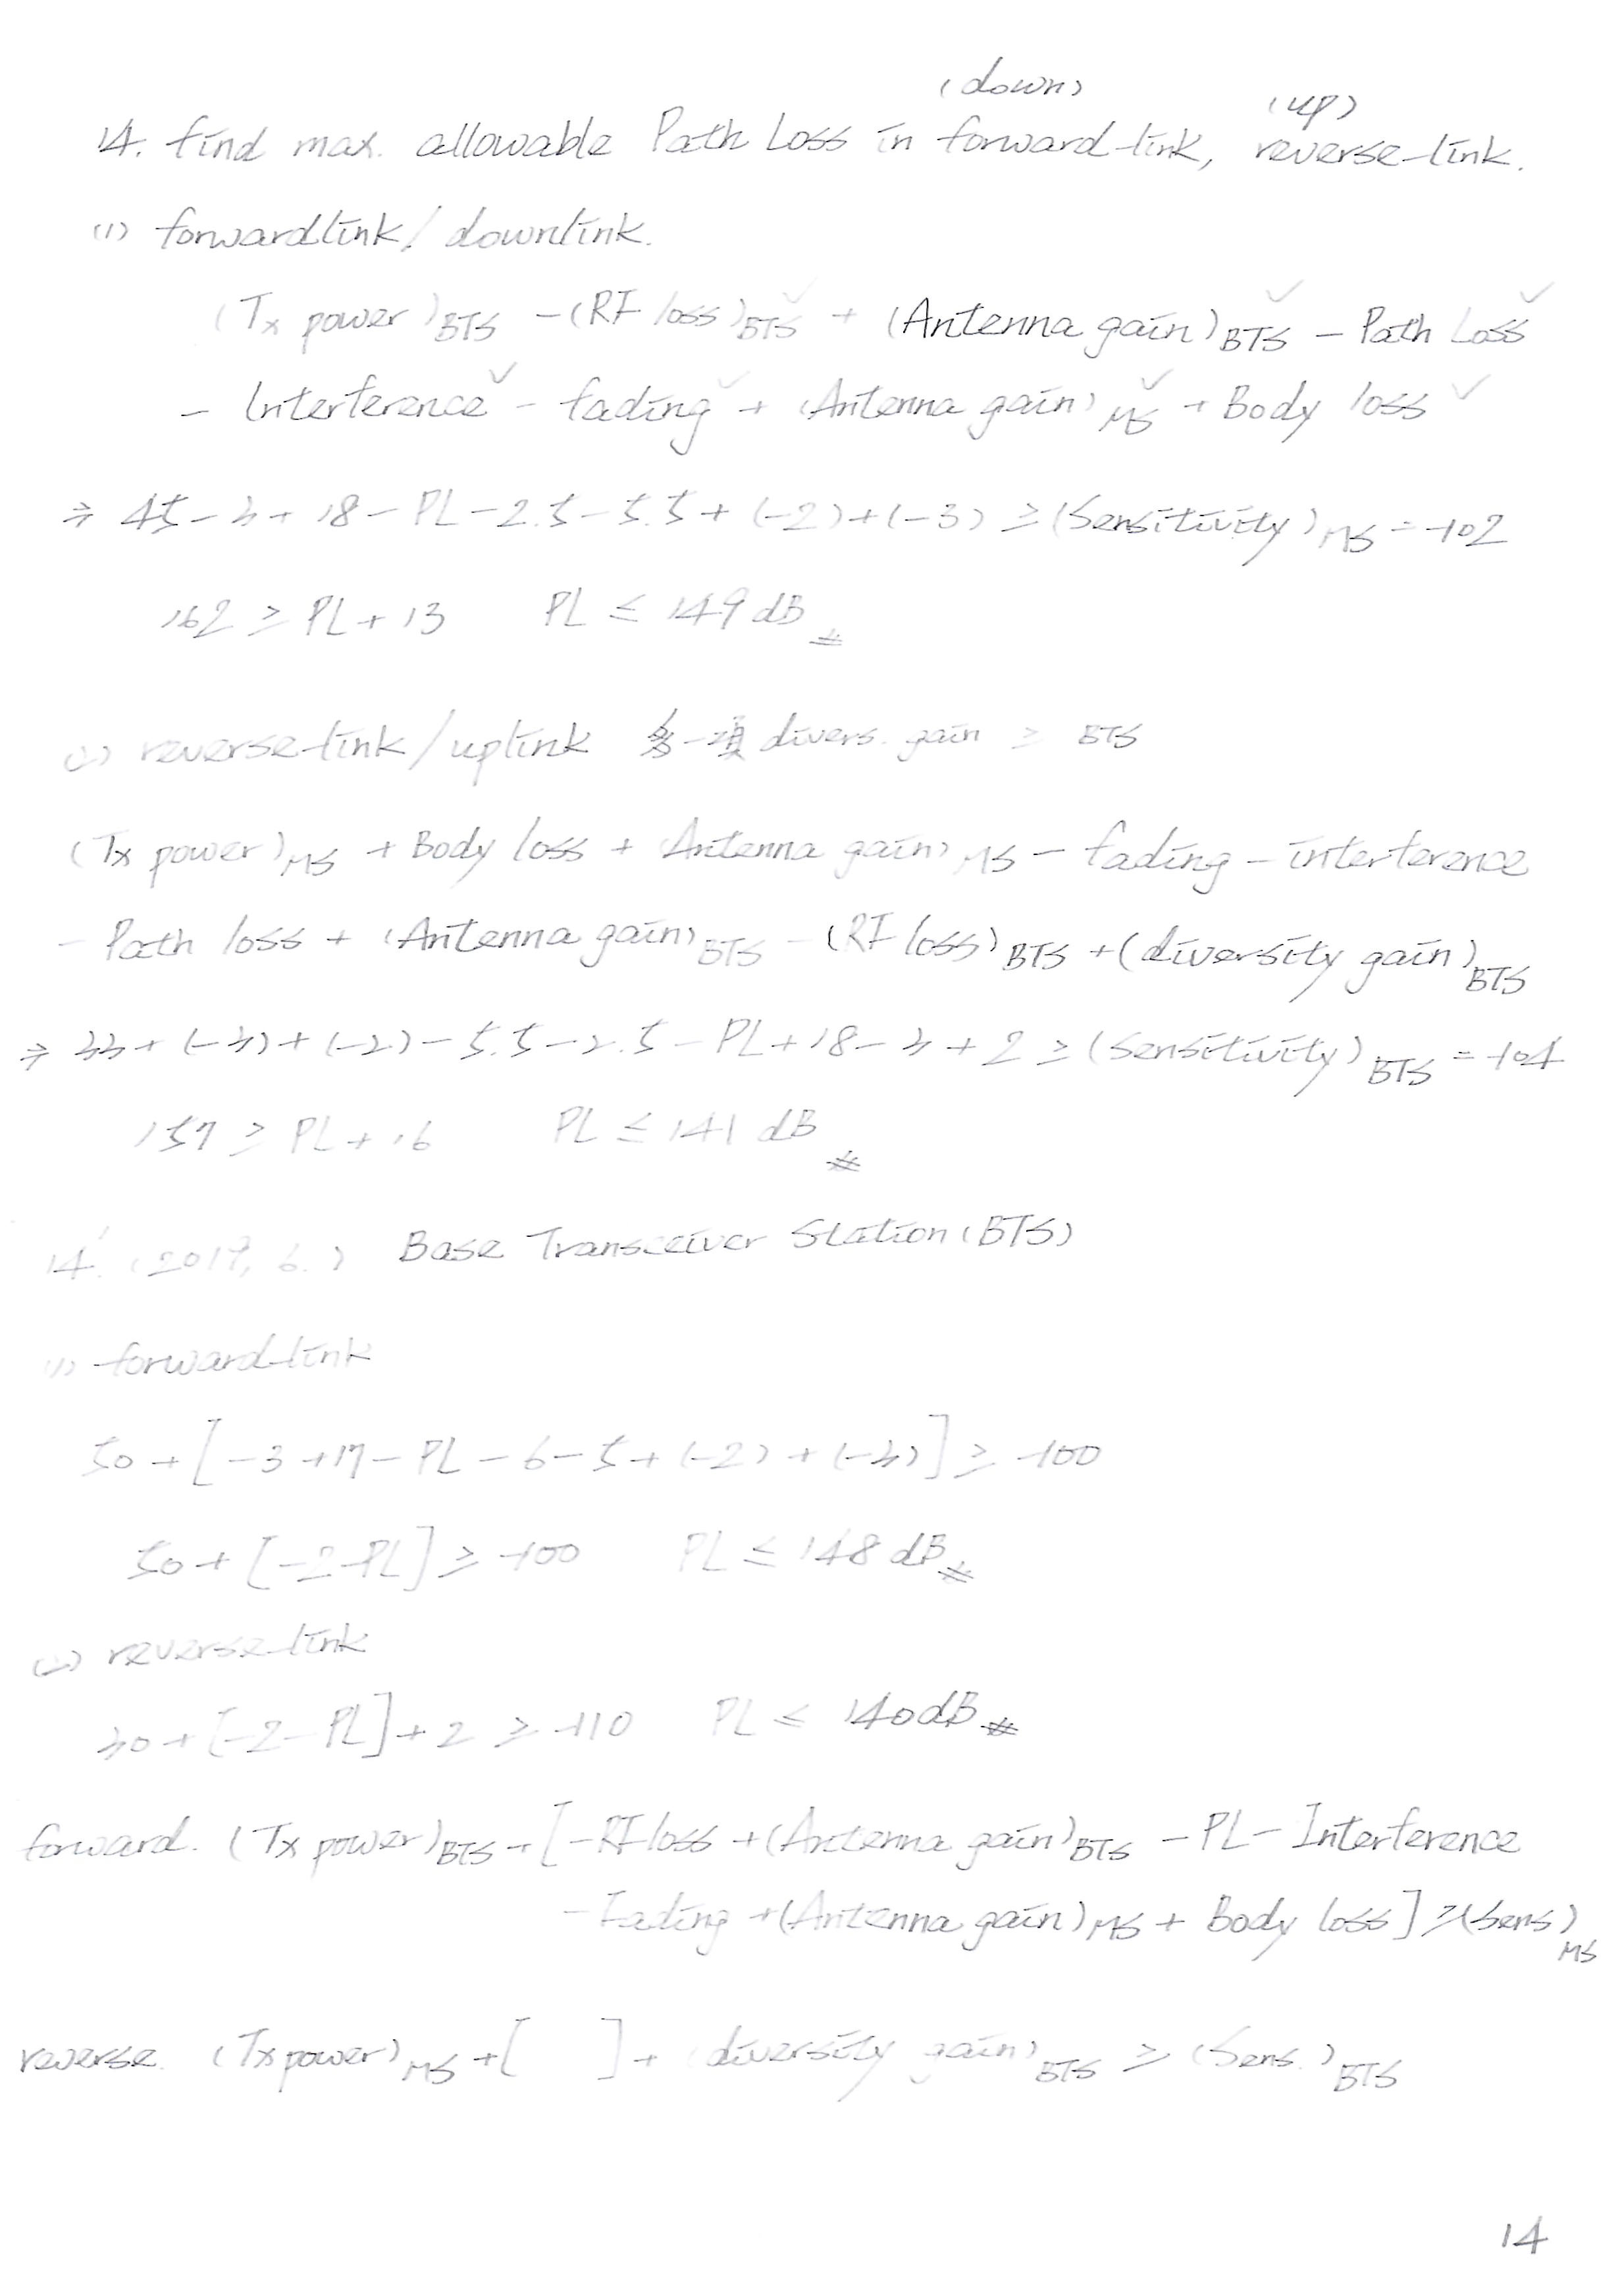 (down) (up)
14. find max. allowable Path Loss in forward-link, reverse-link.
(1) forwardlink/downlink.
(Tx power)BTS - (RF loss)BTS + (Antenna gain)BTS - Path Loss
- Interference - fading + (Antenna gain)MS + Body loss
⇒ 45-3+18-PL-2.5-5.5+(-2)+(-3) ≥ (Sensitivity)MS = -102
162 ≥ PL+13 PL ≤ 149 dB #
(2) reverse-link/uplink 多一項 divers. gain ≥ BTS
(Tx power)MS + Body loss + (Antenna gain)MS - fading - interference
- Path loss + (Antenna gain)BTS - (RF loss)BTS + (diversity gain)BTS
⇒ 33+(-3)+(-2)-5.5-2.5-PL+18-3+2 ≥ (Sensitivity)BTS = -104
157 ≥ PL+16 PL ≤ 141 dB #
14'. (2017, 6.) Base Transceiver Station (BTS)
(1) forward-link
50+[-3+17-PL-6-5+(-2)+(-3)] ≥ -100
50+[-2-PL] ≥ -100 PL ≤ 148 dB #
(2) reverse-link
30+[-2-PL]+2 ≥ -110 PL ≤ 140 dB #
forward. (Tx power)BTS + [-RF loss + (Antenna gain)BTS - PL - Interference
- Fading + (Antenna gain)MS + Body loss] ≥ (Sens)MS
reverse. (Tx power)MS + [ ] + (diversity gain)BTS ≥ (Sens.)BTS
14